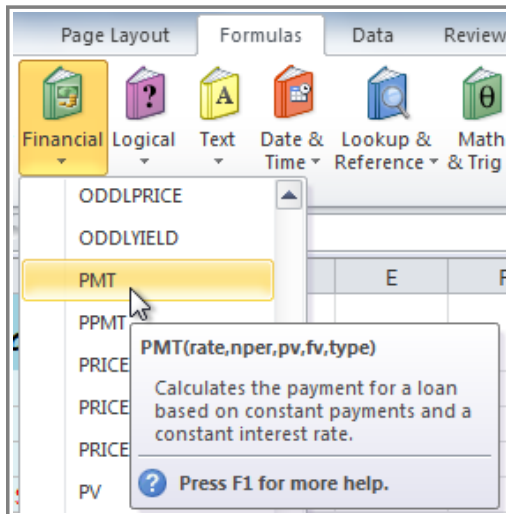 Page Layout Formulas Data Review
Financial Logical Text Date & Lookup & Math
Time Reference & Trig
ODDLPRICE
ODDLYIELD
PMT E F
PPMT
PMT(rate,nper,pv,fv,type)
PRICE
Calculates the payment for a loan
PRICE based on constant payments and a
constant interest rate.
PRICE
PV Press F1 for more help.